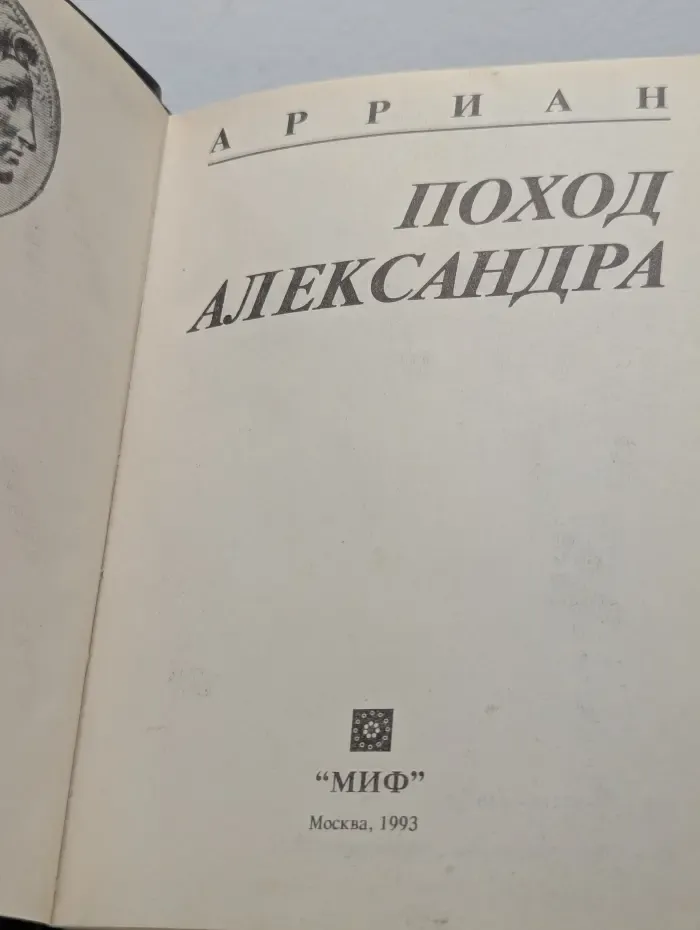 АРРИАН
ПОХОД
АЛЕКСАНДРА
“МИФ”
Москва, 1993